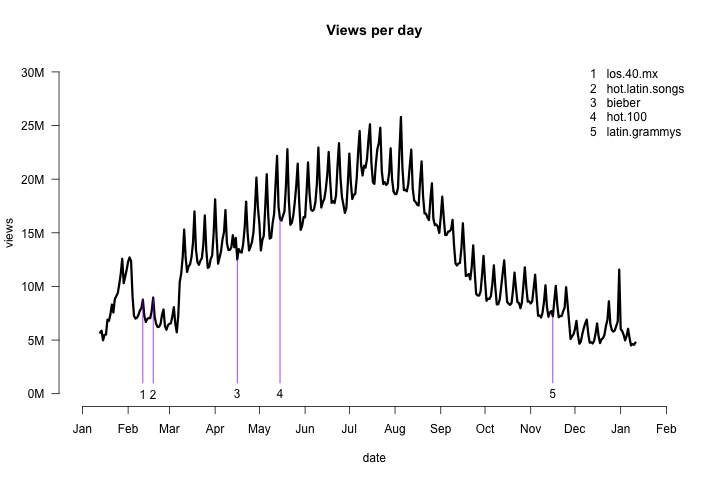 Views per day
30M
25M
20M
15M
10M
5M
0M
views
1 los.40.mx
2 hot.latin.songs
3 bieber
4 hot.100
5 latin.grammys
1 2 3 4 5
Jan Feb Mar Apr May Jun Jul Aug Sep Oct Nov Dec Jan Feb
date